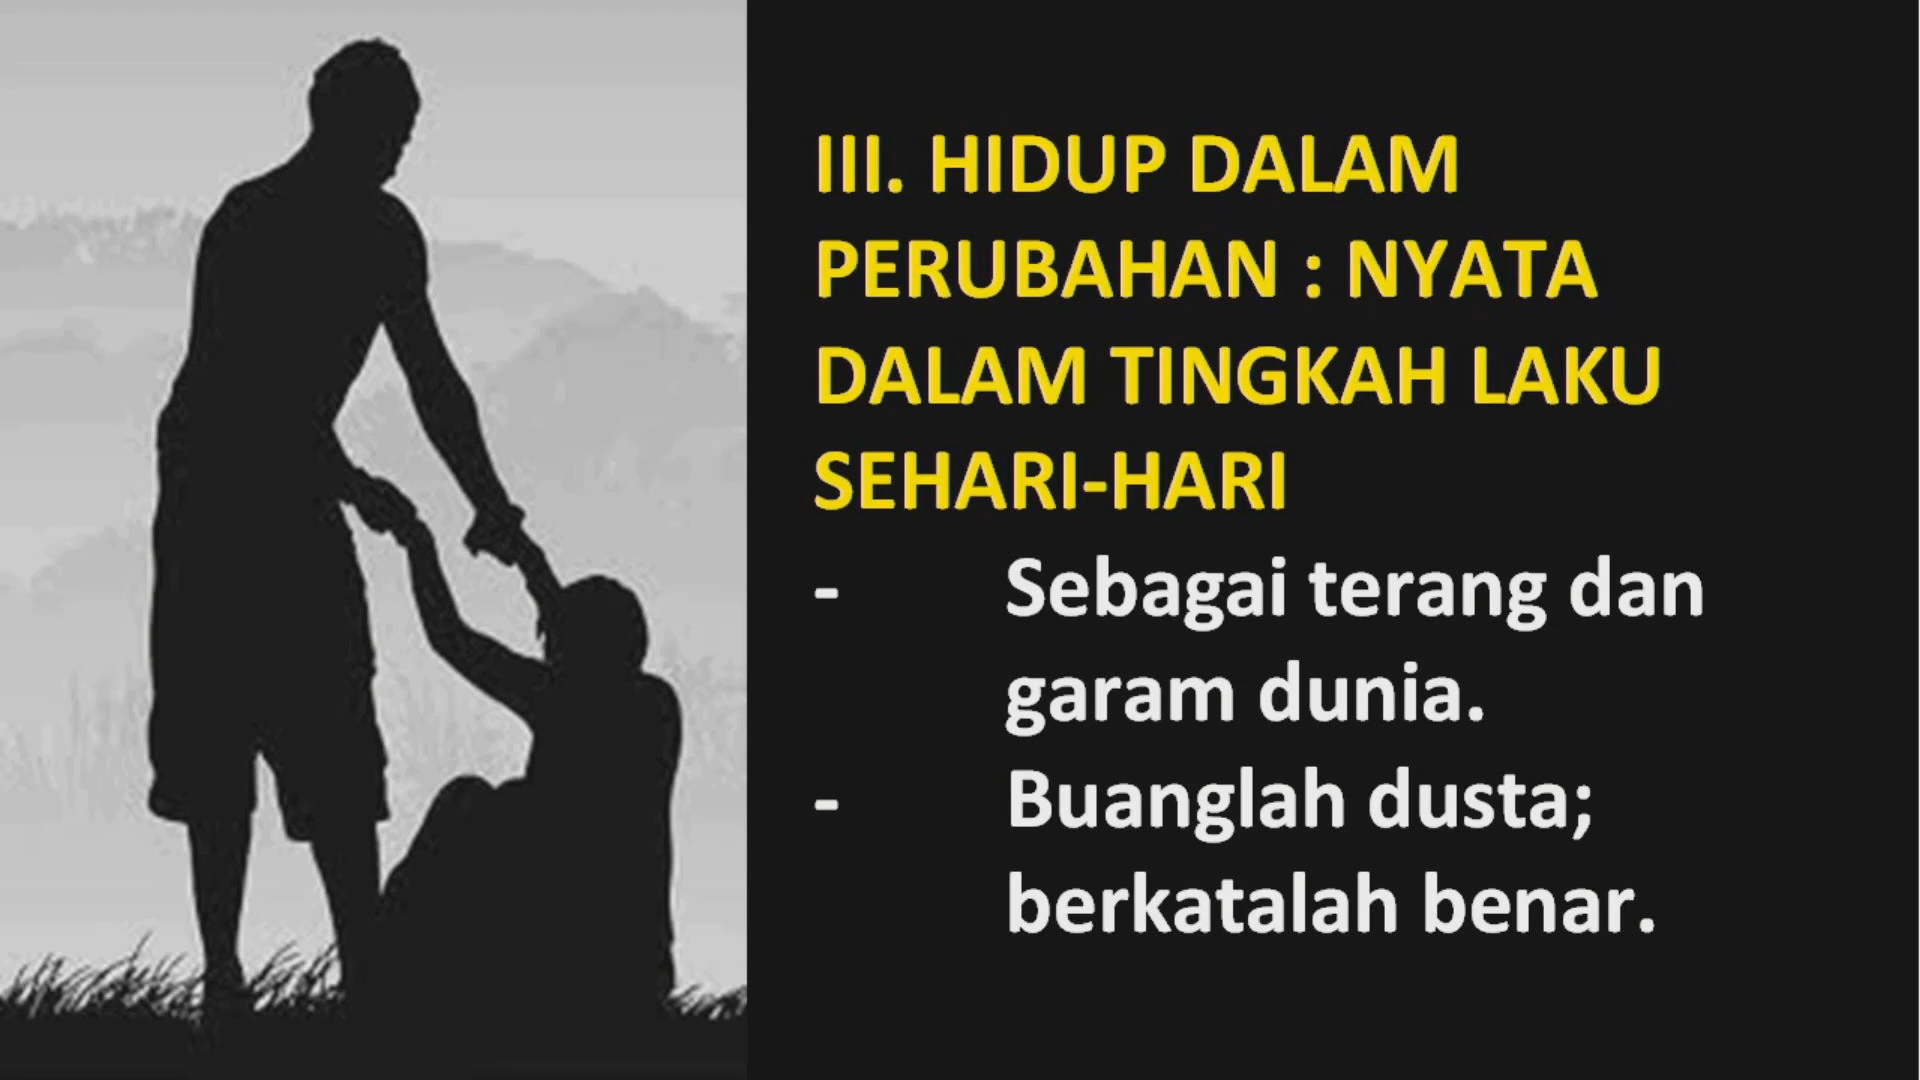 III. HIDUP DALAM
PERUBAHAN : NYATA
DALAM TINGKAH LAKU
SEHARI-HARI
- Sebagai terang dan
garam dunia.
- Buanglah dusta;
berkatalah benar.